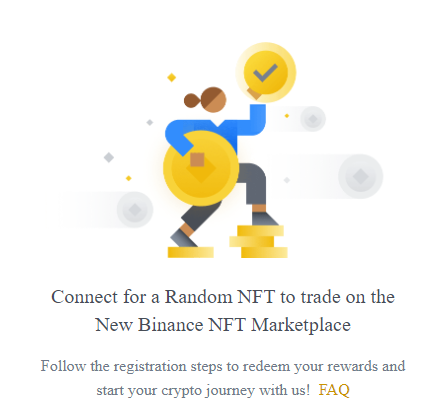 Connect for a Random NFT to trade on the
New Binance NFT Marketplace
Follow the registration steps to redeem your rewards and
start your crypto journey with us! FAQ